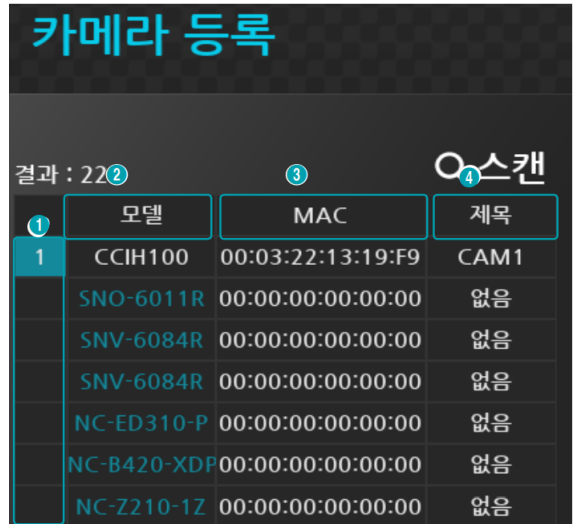 카메라 등록
결과 : 22 ② ③ ④ 스캔
① 모델 MAC 제목
1 CCIH100 00:03:22:13:19:F9 CAM1
SNO-6011R 00:00:00:00:00:00 없음
SNV-6084R 00:00:00:00:00:00 없음
SNV-6084R 00:00:00:00:00:00 없음
NC-ED310-P 00:00:00:00:00:00 없음
NC-B420-XDP 00:00:00:00:00:00 없음
NC-Z210-1Z 00:00:00:00:00:00 없음